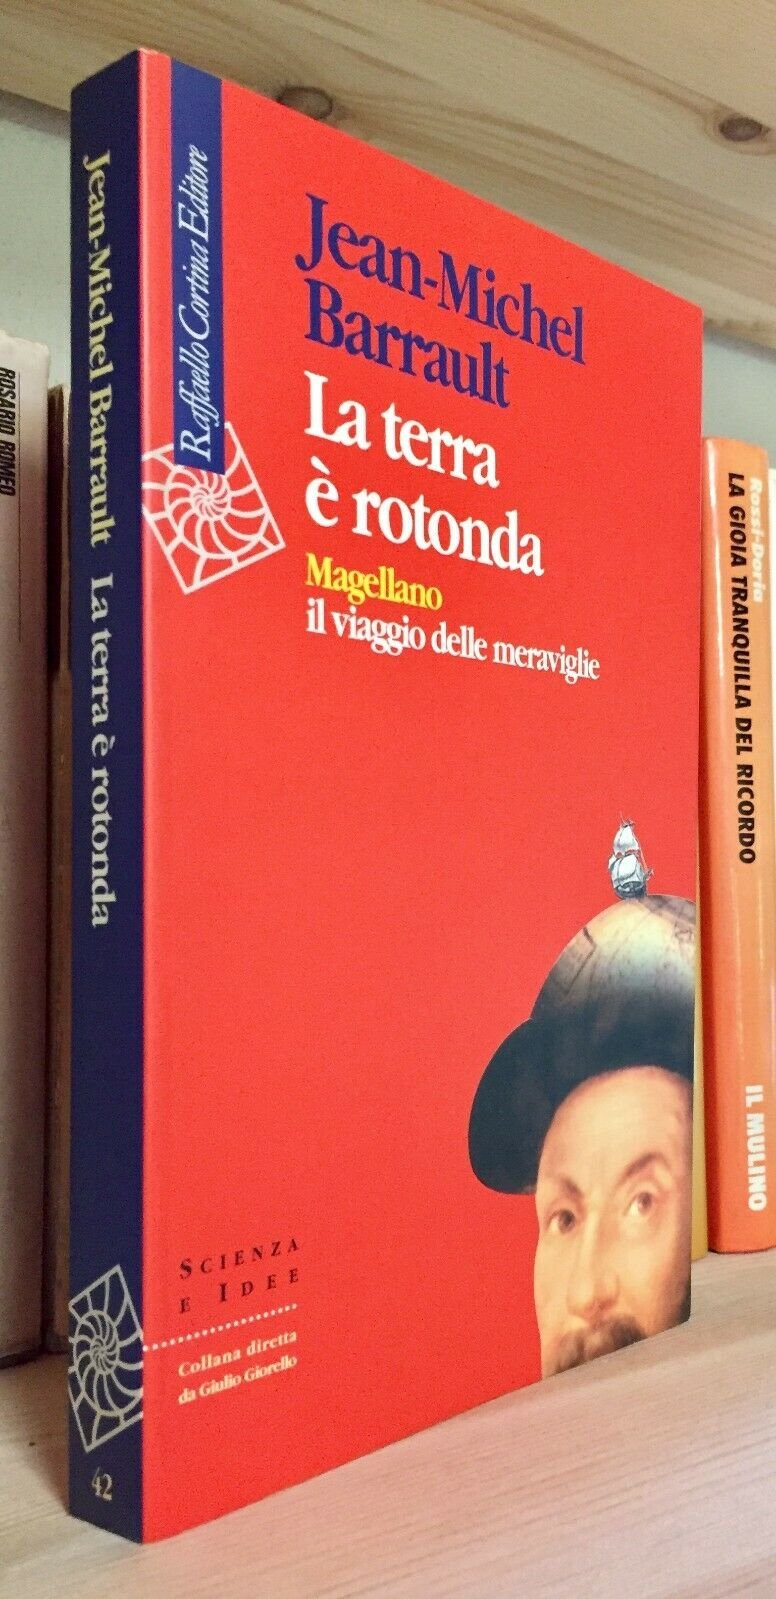 ROSARIO ROMEO
Jean-Michel Barrault La terra è rotonda
42
Raffaello Cortina Editore
Jean-Michel
Barrault
La terra
è rotonda
Magellano
il viaggio delle meraviglie
SCIENZA
E IDEE
Collana diretta
da Giulio Giorello
Rossi-Doria
LA GIOIA TRANQUILLA DEL RICORDO
IL MULINO